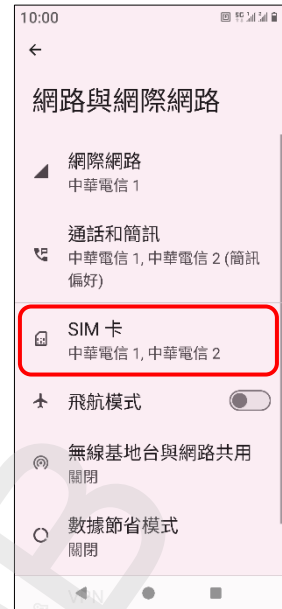 10:00
網路與網際網路
網際網路
中華電信 1
通話和簡訊
中華電信 1, 中華電信 2 (簡訊
偏好)
SIM 卡
中華電信 1, 中華電信 2
飛航模式
無線基地台與網路共用
關閉
數據節省模式
關閉